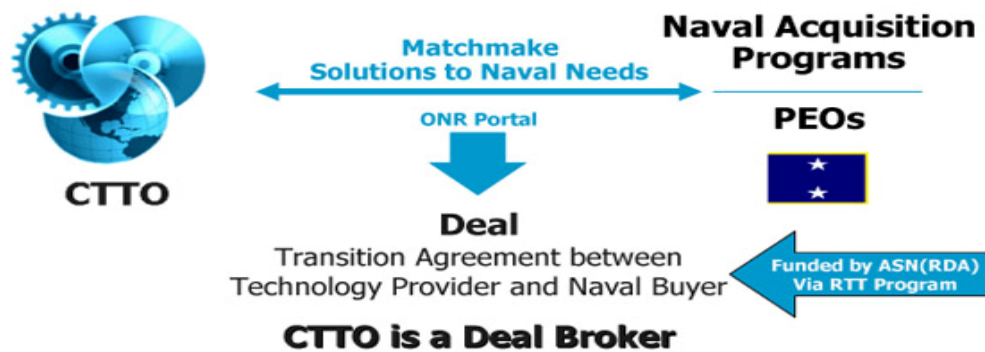 Matchmake
Solutions to Naval Needs
Naval Acquisition
Programs
ONR Portal
PEOs
CTTO
Deal
Transition Agreement between
Technology Provider and Naval Buyer
Funded by ASN(RDA)
Via RTT Program
CTTO is a Deal Broker